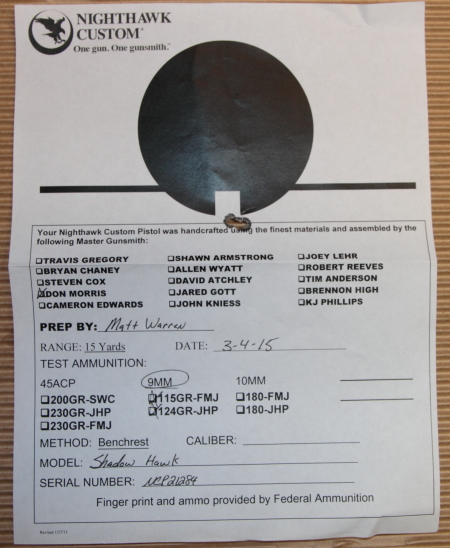 NIGHTHAWK
CUSTOM®
One gun. One gunsmith.™
Your Nighthawk Custom Pistol was handcrafted using the finest materials and assembled by the
following Master Gunsmith:
❑TRAVIS GREGORY ❑SHAWN ARMSTRONG ❑JOEY LEHR
❑BRYAN CHANEY ❑ALLEN WYATT ❑ROBERT REEVES
❑STEVEN COX ❑DAVID ATCHLEY ❑TIM ANDERSON
❑DON MORRIS ❑JARED GOTT ❑BRENNON HIGH
❑CAMERON EDWARDS ❑JOHN KNIESS ❑KJ PHILLIPS
PREP BY: Matt Warren
RANGE: 15 Yards DATE: 3-4-15
TEST AMMUNITION:
45ACP 9MM 10MM
❑200GR-SWC ❑115GR-FMJ ❑180-FMJ
❑230GR-JHP ❑124GR-JHP ❑180-JHP
❑230GR-FMJ
METHOD: Benchrest CALIBER:
MODEL: Shadow Hawk
SERIAL NUMBER: NCP21284
Finger print and ammo provided by Federal Ammunition